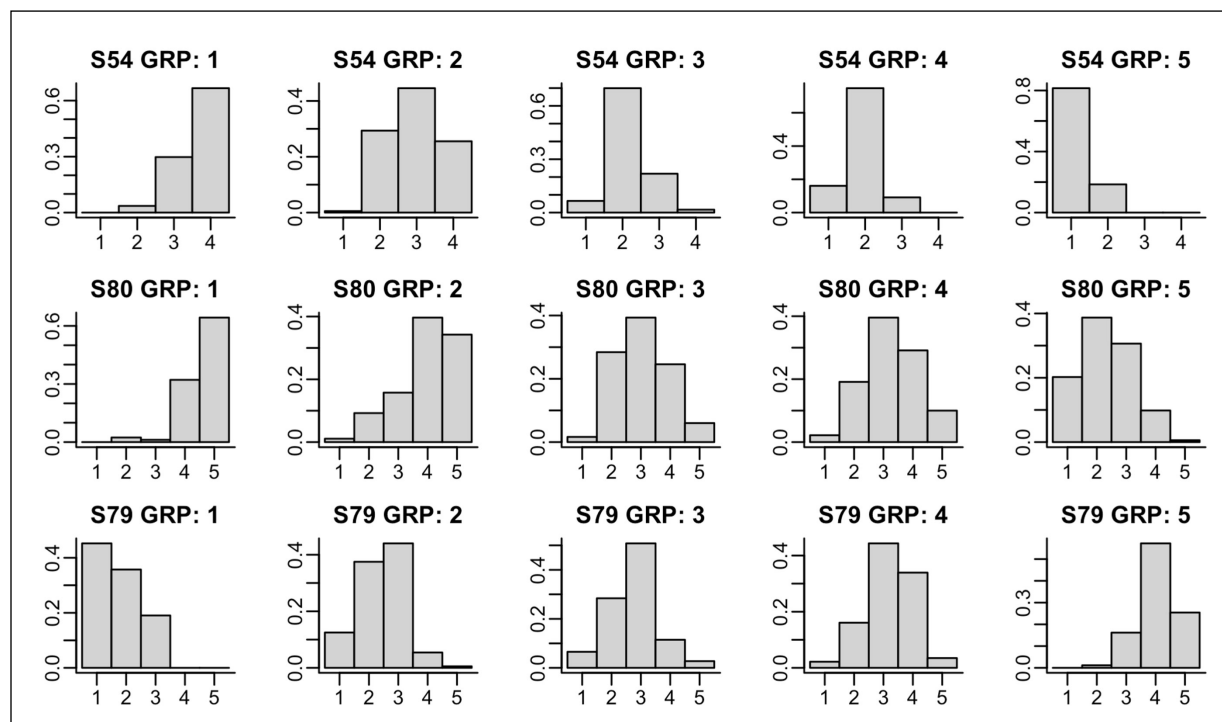 S54 GRP: 1 S54 GRP: 2 S54 GRP: 3 S54 GRP: 4 S54 GRP: 5
0.6 0.4 0.6 0.4 0.8
0.3 0.2 0.3 0.0 0.4
0.0 0.0 0.0 0.0
1 2 3 4 1 2 3 4 1 2 3 4 1 2 3 4 1 2 3 4
S80 GRP: 1 S80 GRP: 2 S80 GRP: 3 S80 GRP: 4 S80 GRP: 5
0.6 0.4 0.4 0.4 0.4
0.3 0.2 0.2 0.2 0.2
0.0 0.0 0.0 0.0 0.0
1 2 3 4 5 1 2 3 4 5 1 2 3 4 5 1 2 3 4 5 1 2 3 4 5
S79 GRP: 1 S79 GRP: 2 S79 GRP: 3 S79 GRP: 4 S79 GRP: 5
0.4 0.4 0.4 0.4 0.3
0.2 0.2 0.2 0.2 0.0
0.0 0.0 0.0 0.0
1 2 3 4 5 1 2 3 4 5 1 2 3 4 5 1 2 3 4 5 1 2 3 4 5